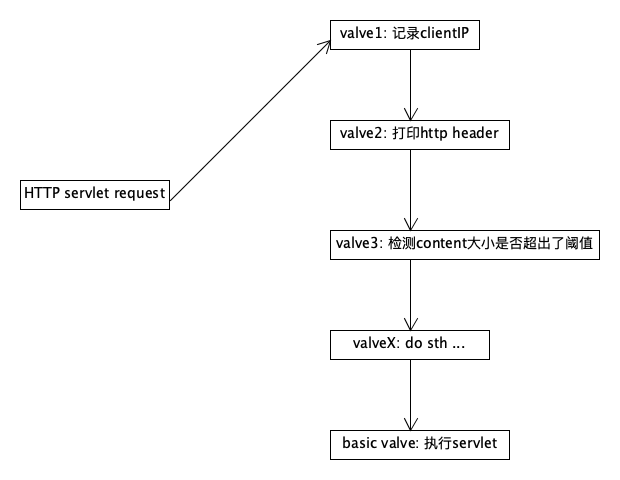 valve1: 记录clientIP
valve2: 打印http header
HTTP servlet request
valve3: 检测content大小是否超出了阈值
valveX: do sth ...
basic valve: 执行servlet